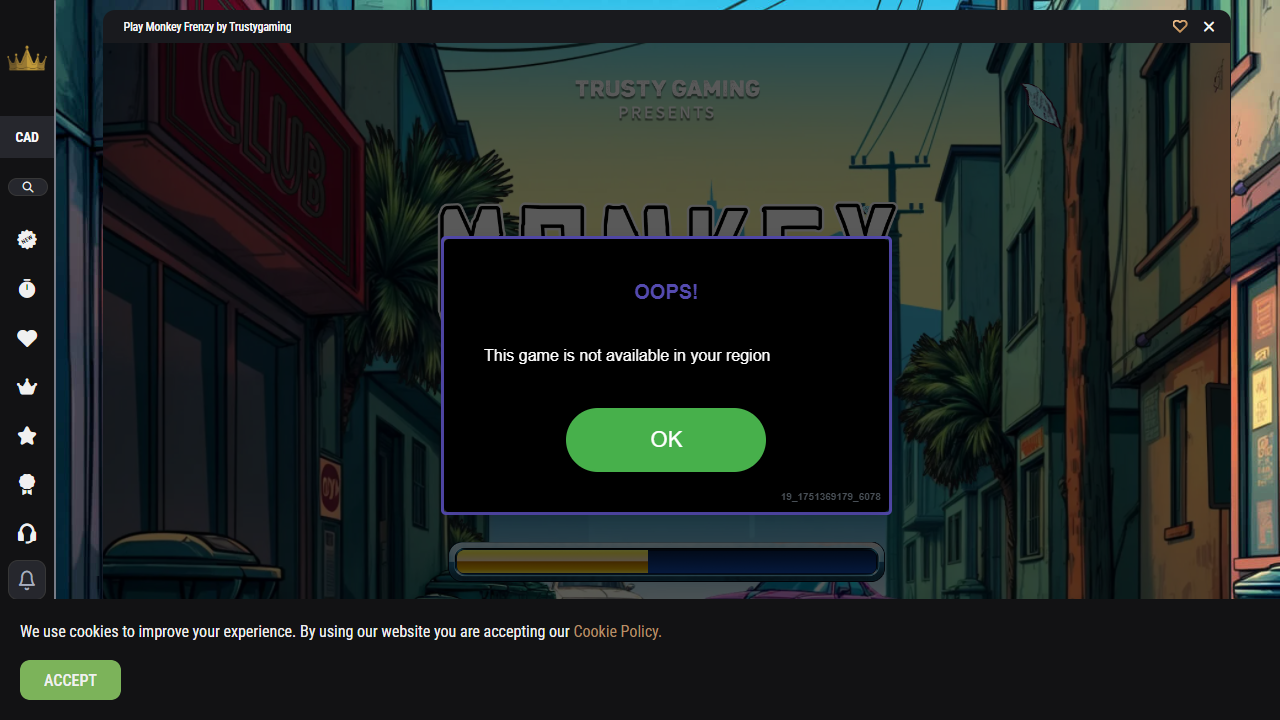 Play Monkey Frenzy by Trustygaming
CAD
NEW
CLUB
TRUSTY GAMING
PRESENTS
MONKEY
OOPS!
This game is not available in your region
OK
19_1751369179_6078
We use cookies to improve your experience. By using our website you are accepting our Cookie Policy.
ACCEPT